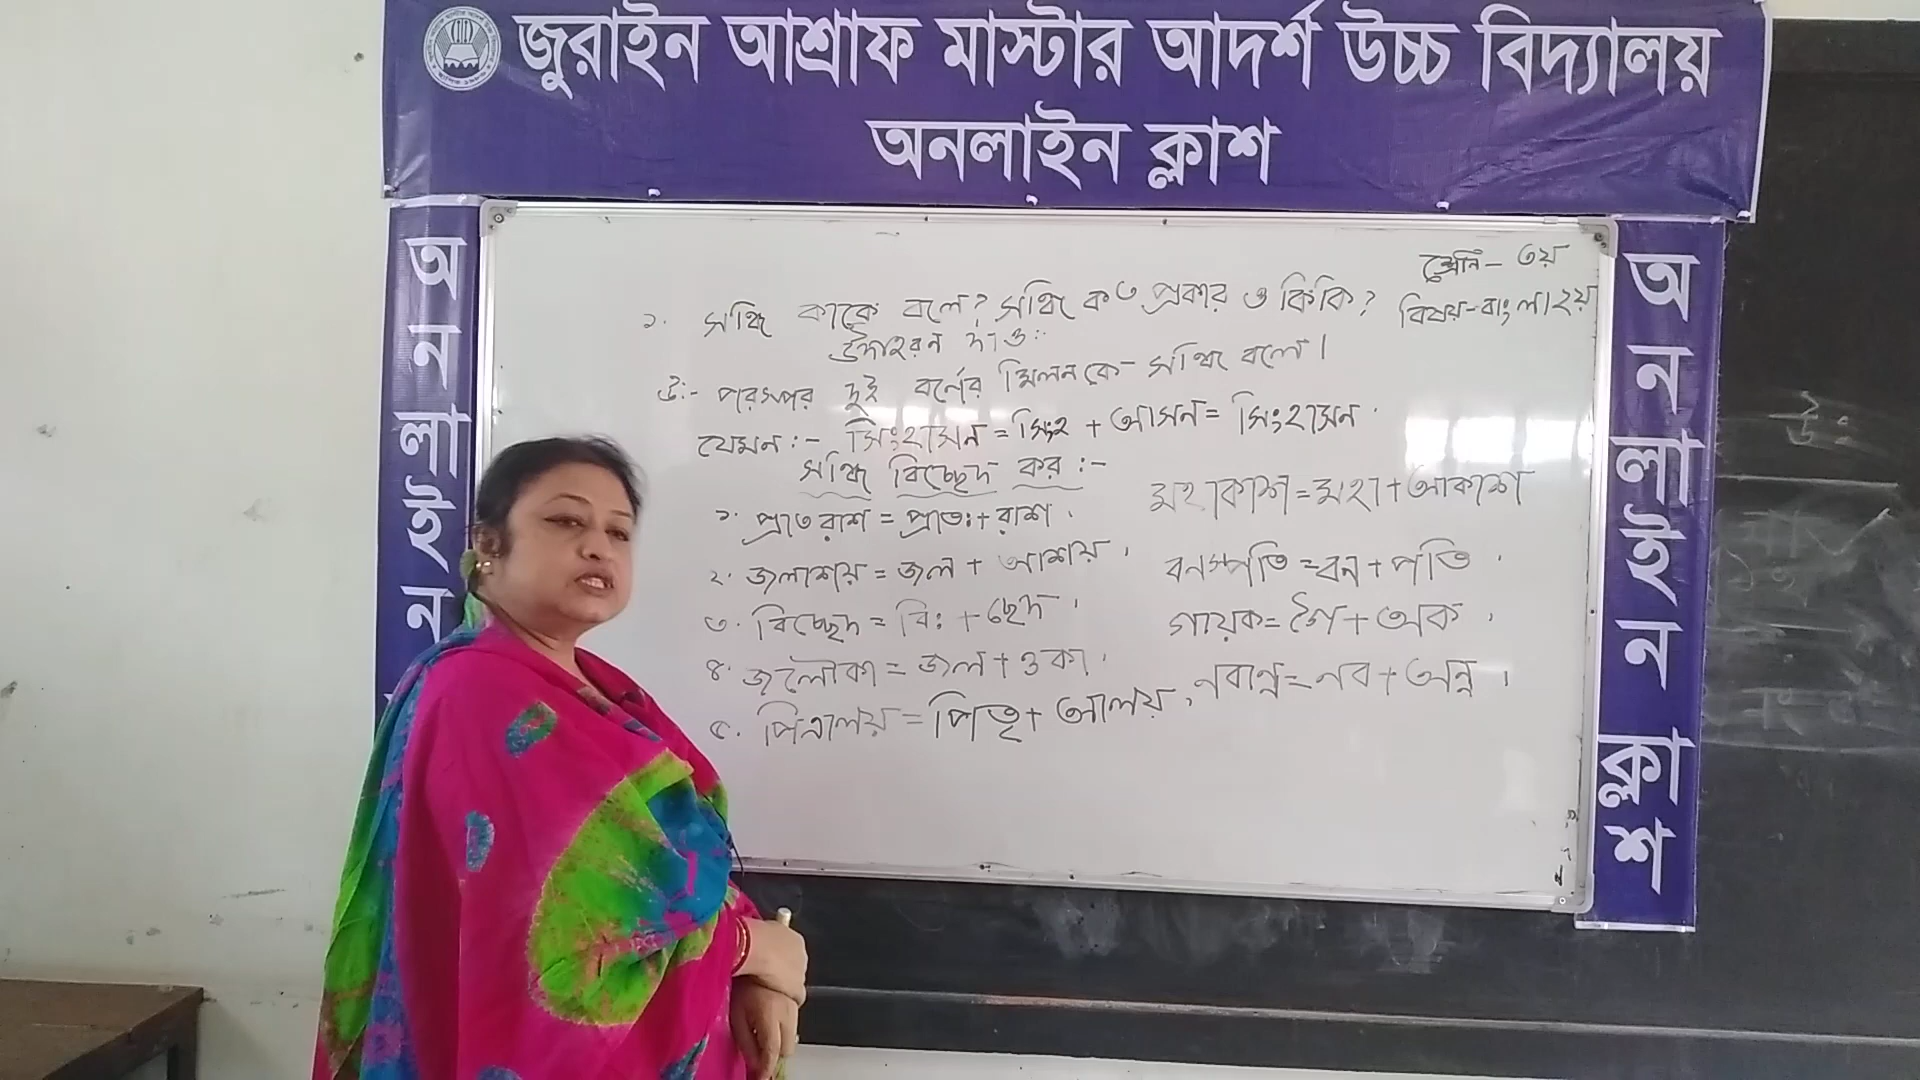 জুরাইন আশ্রাফ মাস্টার আদর্শ উচ্চ বিদ্যালয়
অনলাইন ক্লাশ
অনলাইন
অনলাইন ক্লাশ
শ্রেনি - ৩য়
বিষয়-বাংলা ২য়
১. সন্ধি কাকে বলে? সন্ধি কত প্রকার ও কিকি?
উদাহরন দাও:
উ:- পরস্পর দুই বর্নের মিলনকে- সন্ধি বলে।
যেমন:- সিংহাসন = সিংহ + আসন = সিংহাসন.
সন্ধি বিচ্ছেদ কর :-
১. প্রাতরাশ = প্রাত:+ রাশ.
২. জলাশয় = জল + আশয়.
৩. বিচ্ছেদ = বি: + ছেদ.
৪. জলৌকা = জল + ওকা.
৫. পিত্রালয় = পিতৃ + আলয়.
মহাকাশ = মহা + আকাশ
বনস্পতি = বন + পতি.
গায়ক = গৈ + অক.
নবান্ন = নব + অন্ন.
উ: